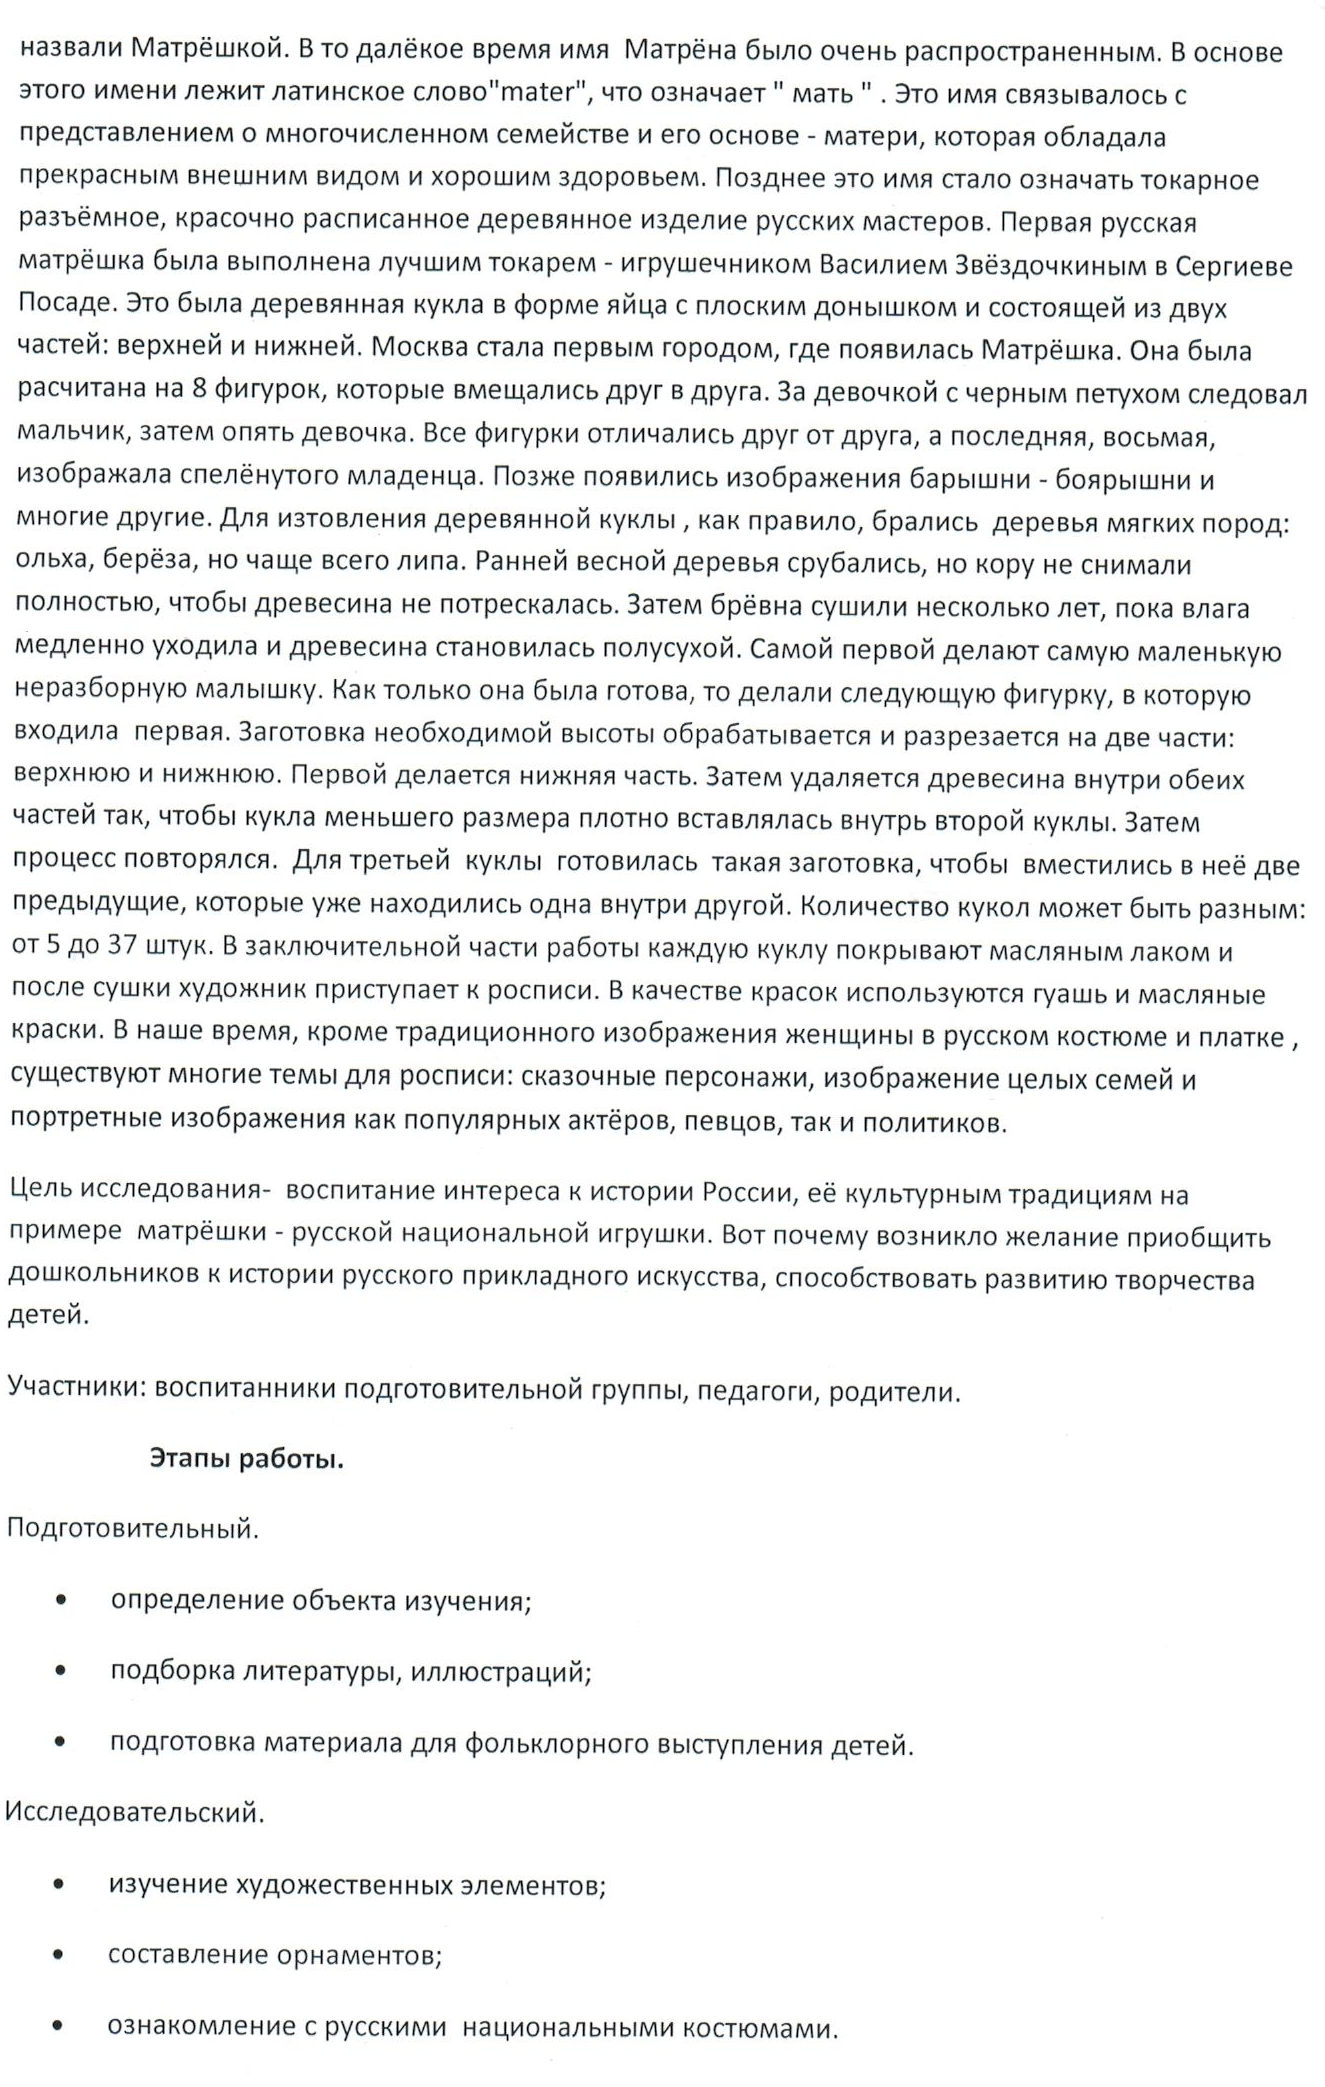 назвали Матрёшкой. В то далёкое время имя  Матрёна было очень распространенным. В основе
этого имени лежит латинское слово"mater", что означает " мать " . Это имя связывалось с
представлением о многочисленном семействе и его основе - матери, которая обладала
прекрасным внешним видом и хорошим здоровьем. Позднее это имя стало означать токарное
разъёмное, красочно расписанное деревянное изделие русских мастеров. Первая русская
матрёшка была выполнена лучшим токарем - игрушечником Василием Звёздочкиным в Сергиеве
Посаде. Это была деревянная кукла в форме яйца с плоским донышком и состоящей из двух
частей: верхней и нижней. Москва стала первым городом, где появилась Матрёшка. Она была
расчитана на 8 фигурок, которые вмещались друг в друга. За девочкой с черным петухом следовал
мальчик, затем опять девочка. Все фигурки отличались друг от друга, а последняя, восьмая,
изображала спелёнутого младенца. Позже появились изображения барышни - боярышни и
многие другие. Для изтовления деревянной куклы , как правило, брались  деревья мягких пород:
ольха, берёза, но чаще всего липа. Ранней весной деревья срубались, но кору не снимали
полностью, чтобы древесина не потрескалась. Затем брёвна сушили несколько лет, пока влага
медленно уходила и древесина становилась полусухой. Самой первой делают самую маленькую
неразборную малышку. Как только она была готова, то делали следующую фигурку, в которую
входила  первая. Заготовка необходимой высоты обрабатывается и разрезается на две части:
верхнюю и нижнюю. Первой делается нижняя часть. Затем удаляется древесина внутри обеих
частей так, чтобы кукла меньшего размера плотно вставлялась внутрь второй куклы. Затем
процесс повторялся.  Для третьей  куклы  готовилась  такая заготовка, чтобы  вместились в неё две
предыдущие, которые уже находились одна внутри другой. Количество кукол может быть разным:
от 5 до 37 штук. В заключительной части работы каждую куклу покрывают масляным лаком и
после сушки художник приступает к росписи. В качестве красок используются гуашь и масляные
краски. В наше время, кроме традиционного изображения женщины в русском костюме и платке ,
существуют многие темы для росписи: сказочные персонажи, изображение целых семей и
портретные изображения как популярных актёров, певцов, так и политиков.
Цель исследования-  воспитание интереса к истории России, её культурным традициям на
примере  матрёшки - русской национальной игрушки. Вот почему возникло желание приобщить
дошкольников к истории русского прикладного искусства, способствовать развитию творчества
детей.
Участники: воспитанники подготовительной группы, педагоги, родители.
Этапы работы.
Подготовительный.
• определение объекта изучения;
• подборка литературы, иллюстраций;
• подготовка материала для фольклорного выступления детей.
Исследовательский.
• изучение художественных элементов;
• составление орнаментов;
• ознакомление с русскими  национальными костюмами.